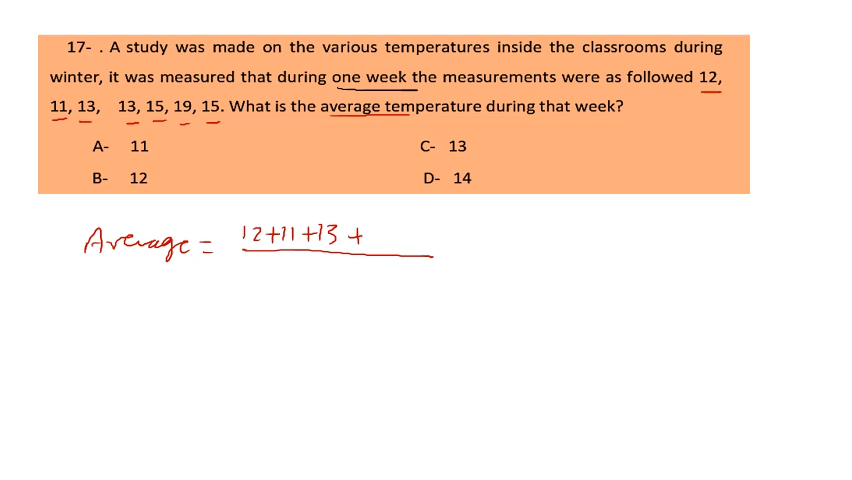 17- . A study was made on the various temperatures inside the classrooms during
winter, it was measured that during one week the measurements were as followed 12,
11, 13, 13, 15, 19, 15. What is the average temperature during that week?
A- 11
C- 13
B- 12
D- 14
Average = 12+11+13+